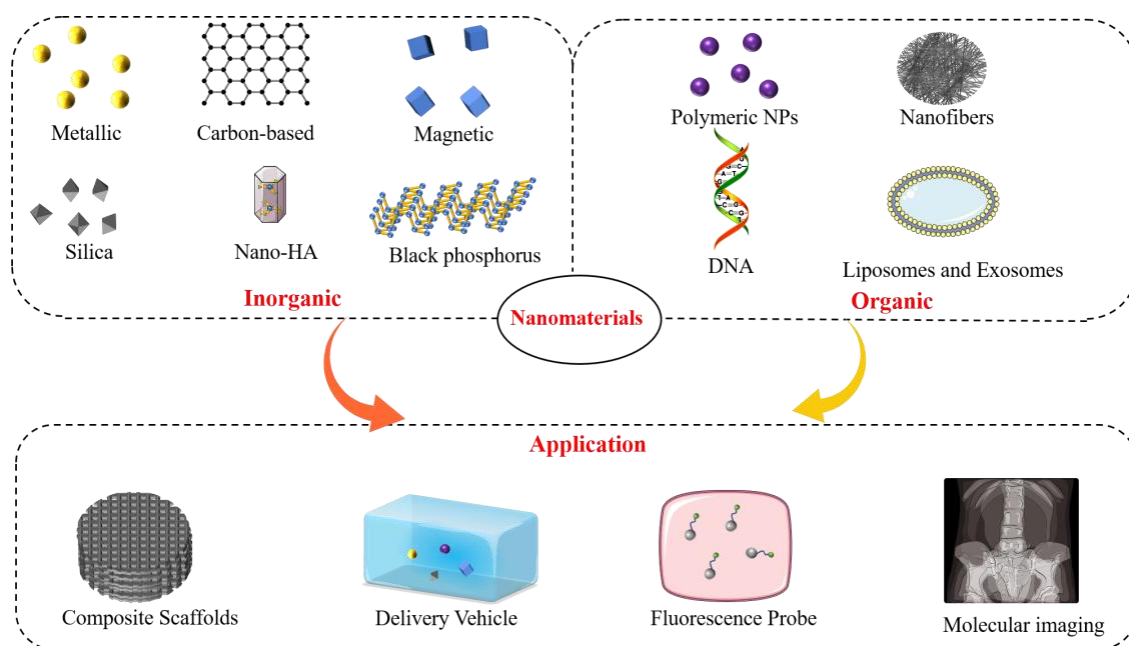 Metallic
Carbon-based
Magnetic
Silica
Nano-HA
Black phosphorus
Inorganic
Polymeric NPs
Nanofibers
DNA
Liposomes and Exosomes
Organic
Nanomaterials
Application
Composite Scaffolds
Delivery Vehicle
Fluorescence Probe
Molecular imaging